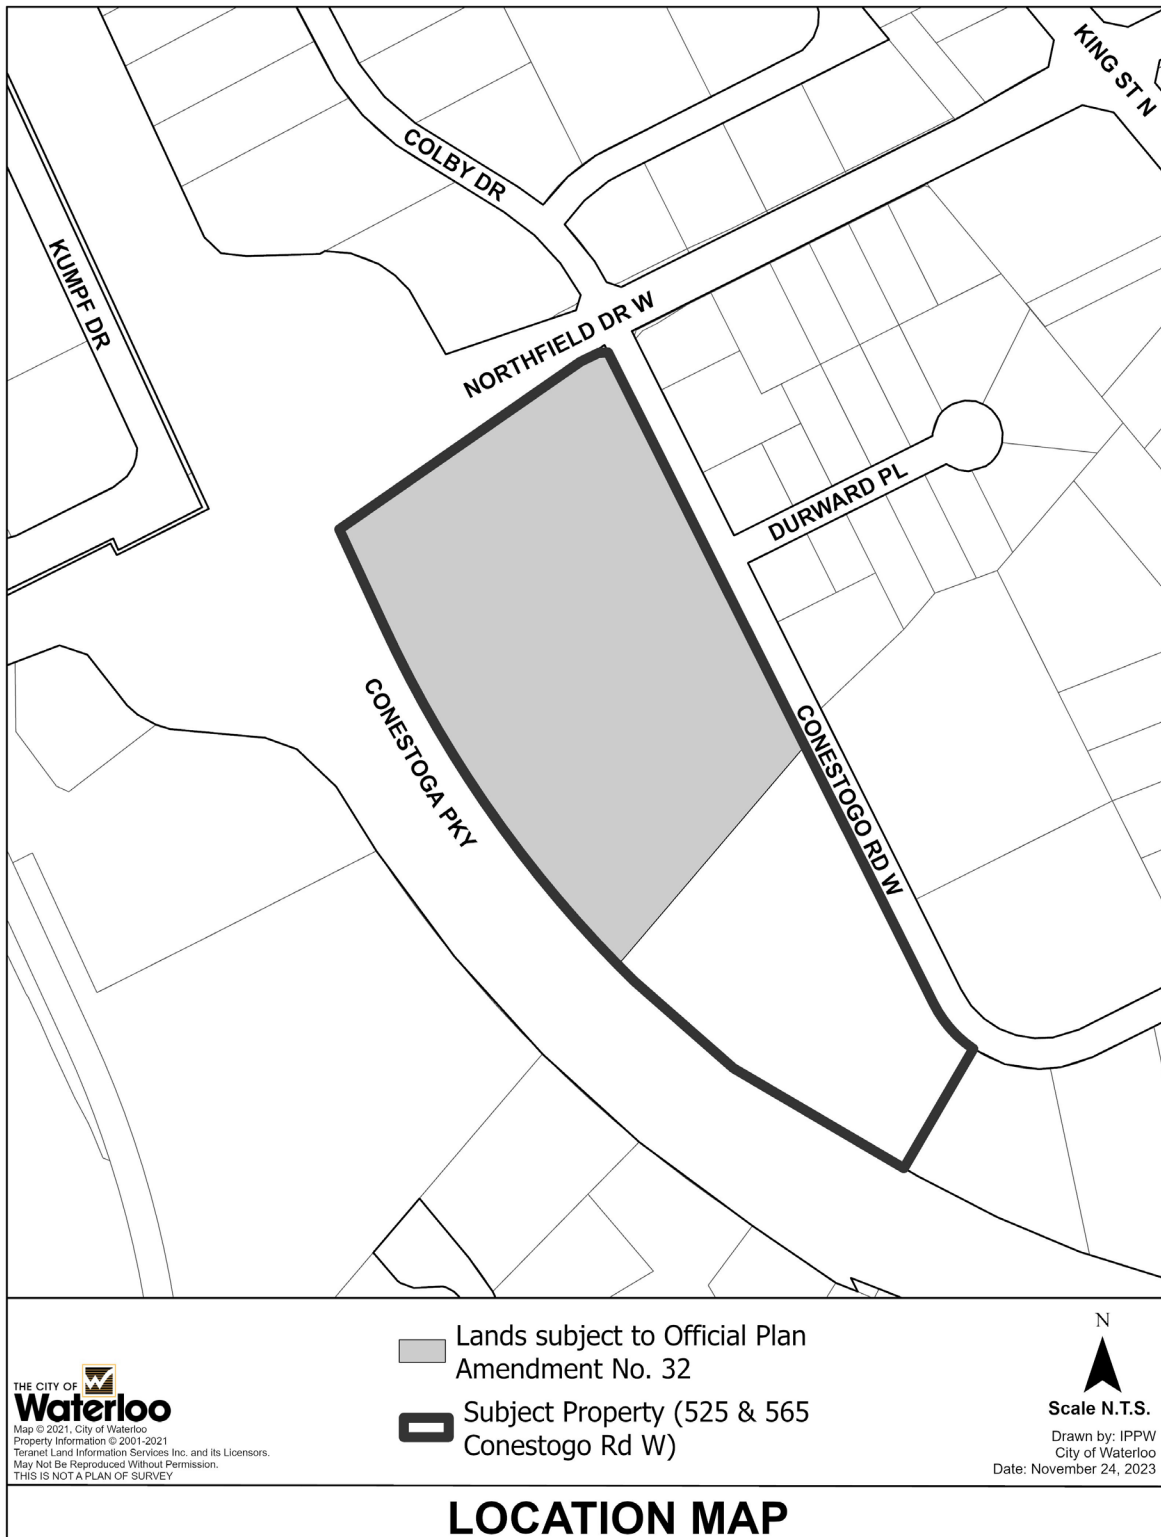 KING ST N
COLBY DR
KUMPF DR
NORTHFIELD DR W
DURWARD PL
CONESTOGA PKY
CONESTOGO RD W
Lands subject to Official Plan
Amendment No. 32
Subject Property (525 & 565
Conestogo Rd W)
THE CITY OF
Waterloo
Map © 2021, City of Waterloo
Property Information © 2001-2021
Teranet Land Information Services Inc. and its Licensors.
May Not Be Reproduced Without Permission.
THIS IS NOT A PLAN OF SURVEY
N
Scale N.T.S.
Drawn by: IPPW
City of Waterloo
Date: November 24, 2023
LOCATION MAP